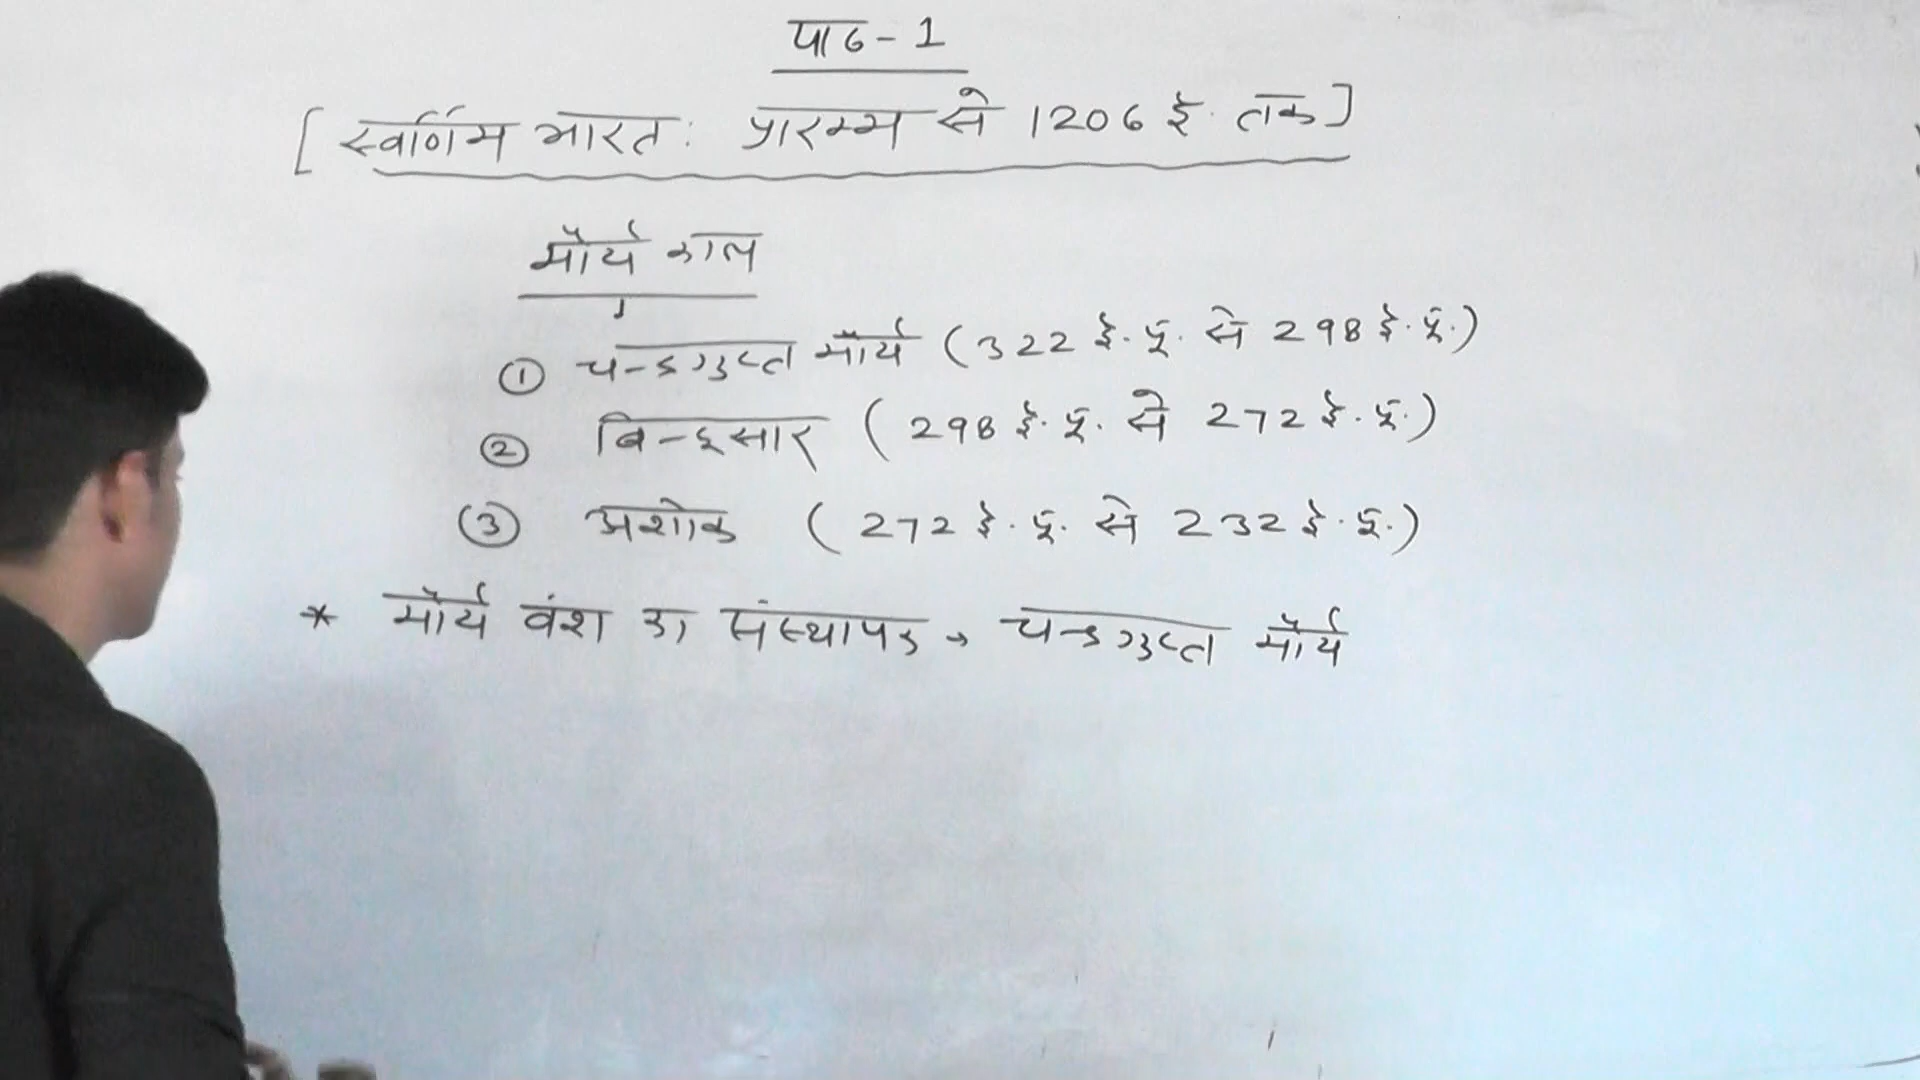 पाठ-1
[स्वर्णिम भारत: प्रारम्भ से 1206 ई. तक]
मौर्य काल
① चन्द्रगुप्त मौर्य (322 ई.पू. से 298 ई.पू.)
② बिन्दुसार (298 ई.पू. से 272 ई.पू.)
③ अशोक (272 ई.पू. से 232 ई.पू.)
* मौर्य वंश का संस्थापक → चन्द्रगुप्त मौर्य